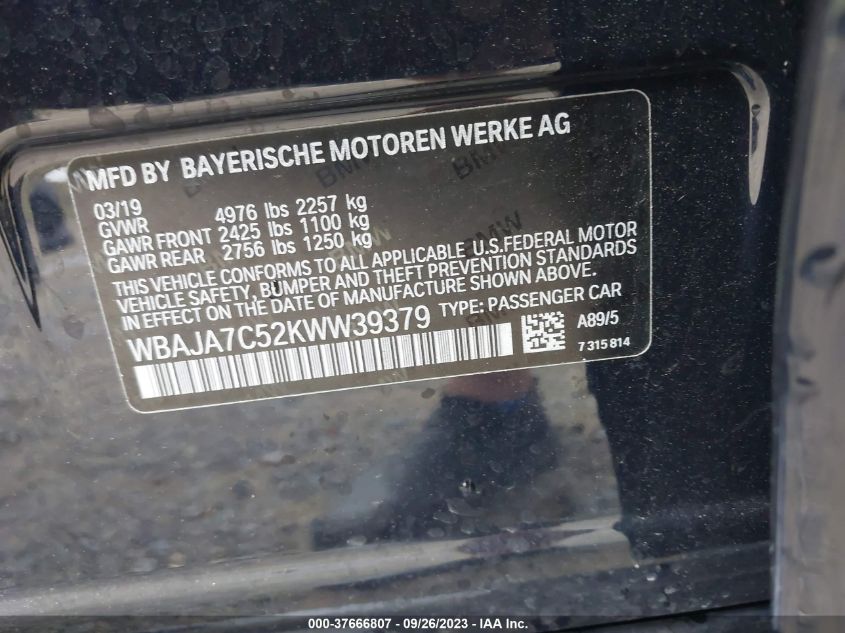 MFD BY BAYERISCHE MOTOREN WERKE AG
03/19
GVWR 4976 lbs 2257 kg
GAWR FRONT 2425 lbs 1100 kg
GAWR REAR 2756 lbs 1250 kg
THIS VEHICLE CONFORMS TO ALL APPLICABLE U.S.FEDERAL MOTOR
VEHICLE SAFETY, BUMPER AND THEFT PREVENTION STANDARDS
IN EFFECT ON THE DATE OF MANUFACTURE SHOWN ABOVE.
WBAJA7C52KWW39379 TYPE: PASSENGER CAR
A89/5
7 315 814
BMW
BMW
000-37666807 - 09/26/2023 - IAA Inc.